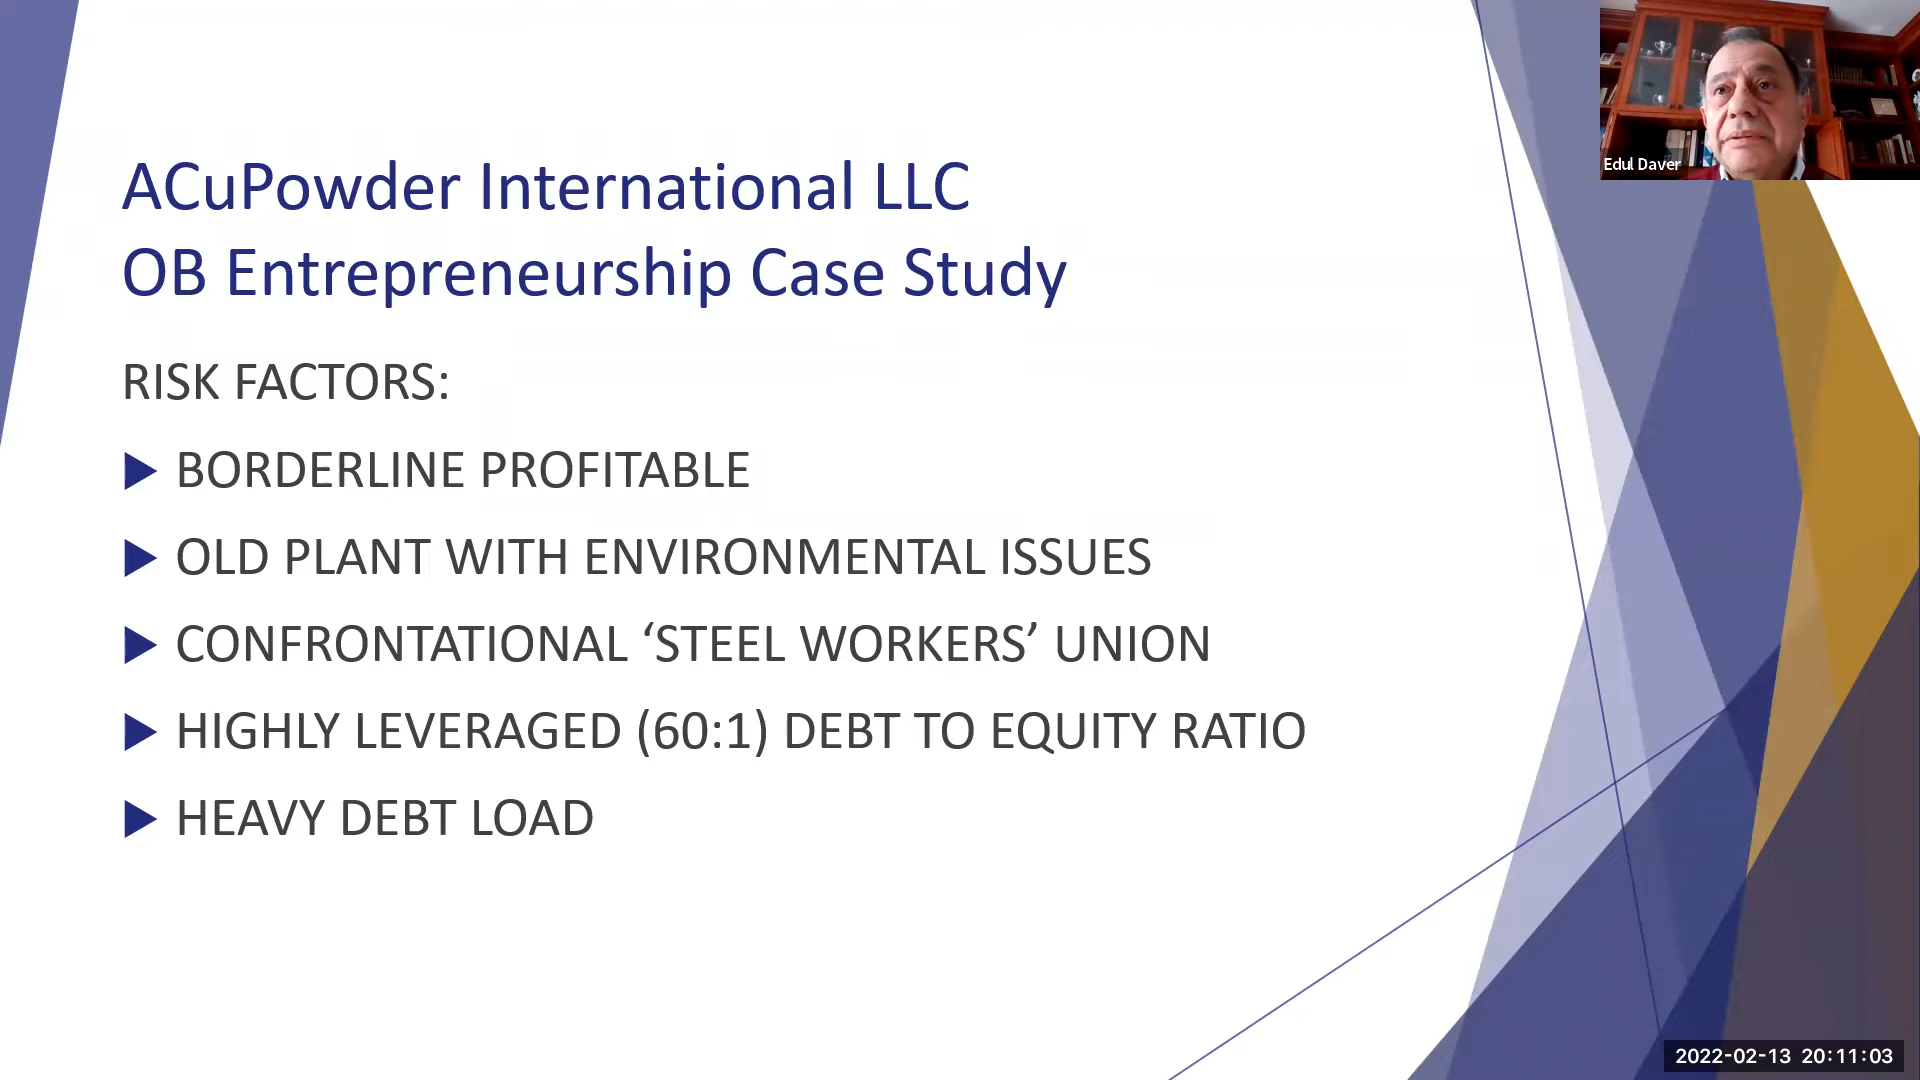 ACuPowder International LLC
OB Entrepreneurship Case Study
RISK FACTORS:
BORDERLINE PROFITABLE
OLD PLANT WITH ENVIRONMENTAL ISSUES
CONFRONTATIONAL ‘STEEL WORKERS’ UNION
HIGHLY LEVERAGED (60:1) DEBT TO EQUITY RATIO
HEAVY DEBT LOAD
Edul Daver
2022-02-13 20:11:03